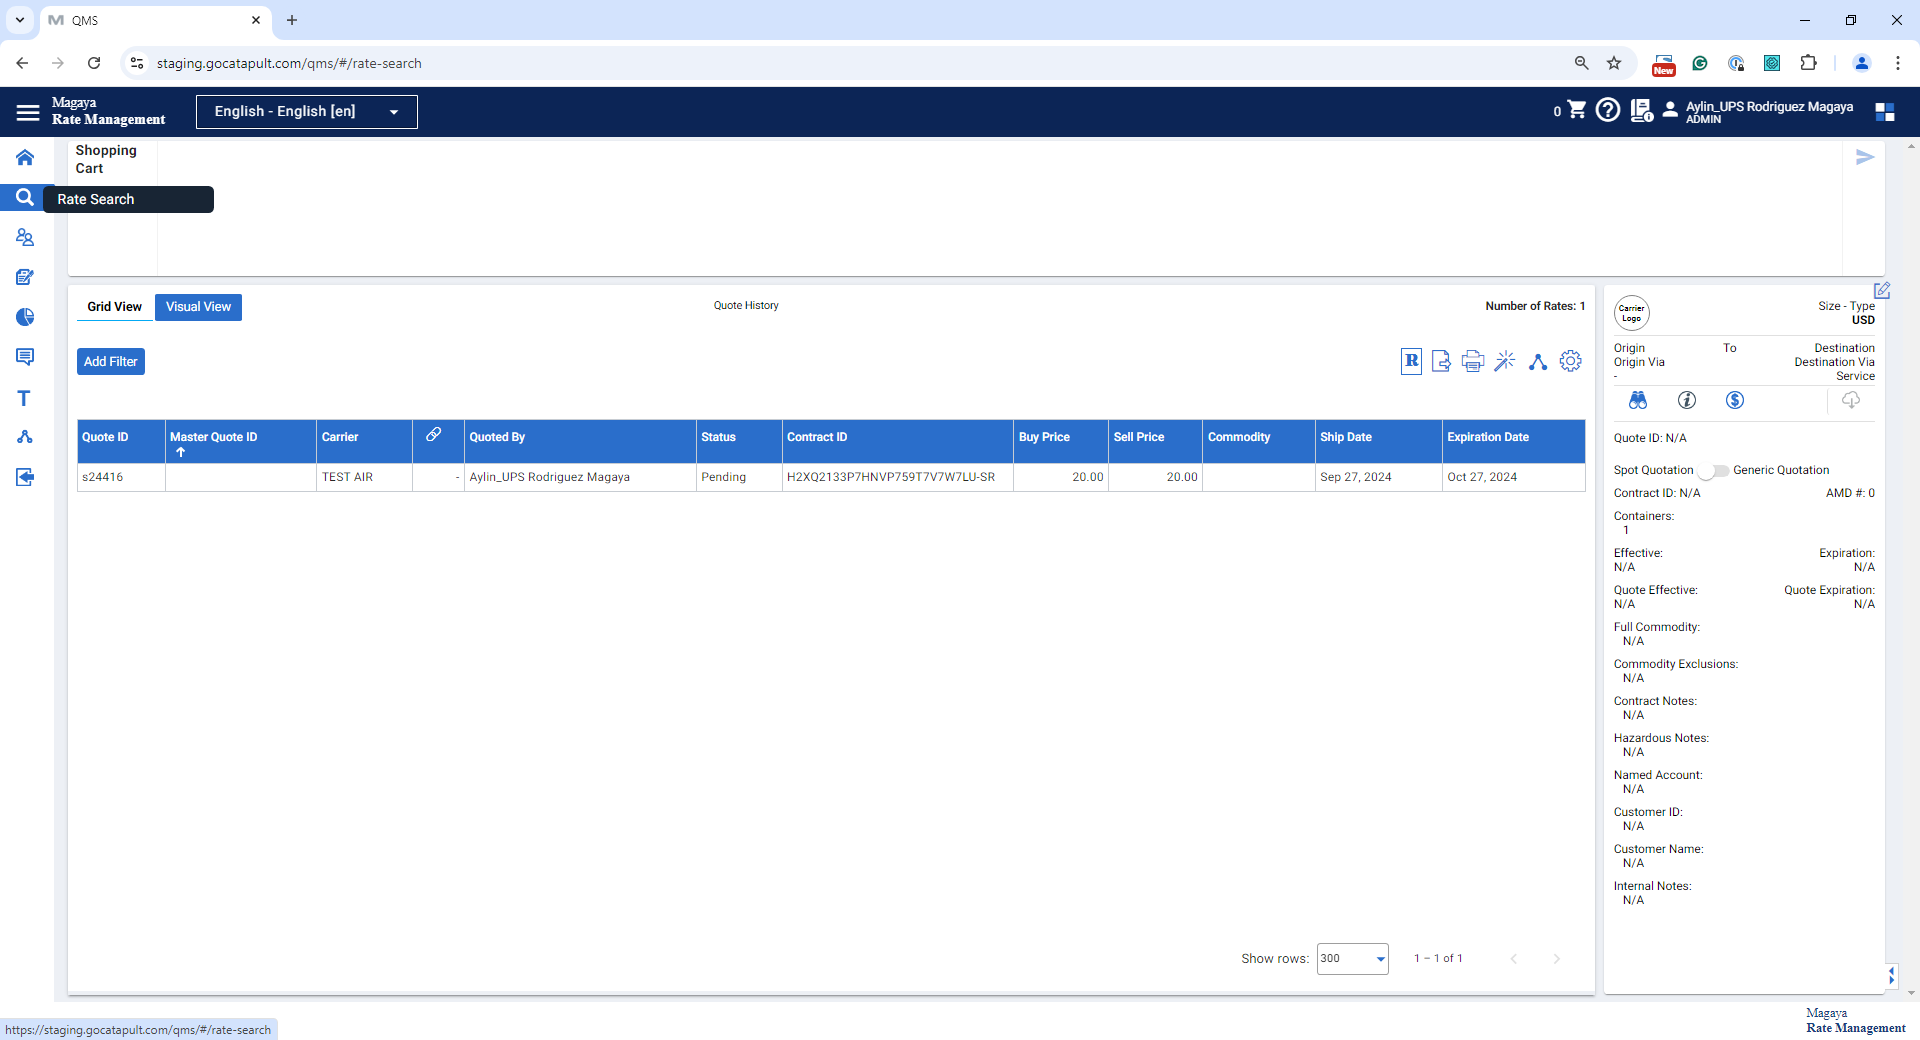 QMS
staging.gocatapult.com/qms/#/rate-search
New
Magaya
Rate Management
English - English [en]
0
Aylin_UPS Rodriguez Magaya
ADMIN
Shopping
Cart
Rate Search
Grid View
Visual View
Quote History
Number of Rates: 1
Add Filter
R
Quote ID
Master Quote ID
Carrier
Quoted By
Status
Contract ID
Buy Price
Sell Price
Commodity
Ship Date
Expiration Date
s24416
TEST AIR
-
Aylin_UPS Rodriguez Magaya
Pending
H2XQ2133P7HNVP759T7V7W7LU-SR
20.00
20.00
Sep 27, 2024
Oct 27, 2024
Show rows:
300
1 – 1 of 1
Carrier
Logo
Size - Type
USD
Origin
To
Destination
Origin Via
Destination Via
-
Service
Quote ID: N/A
Spot Quotation
Generic Quotation
Contract ID: N/A
AMD #: 0
Containers:
1
Effective:
Expiration:
N/A
N/A
Quote Effective:
Quote Expiration:
N/A
N/A
Full Commodity:
N/A
Commodity Exclusions:
N/A
Contract Notes:
N/A
Hazardous Notes:
N/A
Named Account:
N/A
Customer ID:
N/A
Customer Name:
N/A
Internal Notes:
N/A
https://staging.gocatapult.com/qms/#/rate-search
Magaya
Rate Management